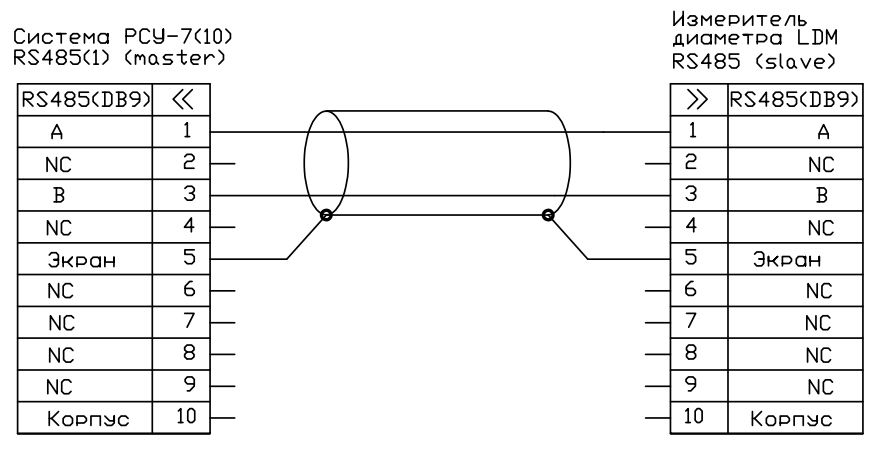 Система РСУ-7(10)
RS485(1) (master)
Измеритель
диаметра LDM
RS485 (slave)
RS485(DB9) <<
A 1
NC 2
B 3
NC 4
Экран 5
NC 6
NC 7
NC 8
NC 9
Корпус 10
>> RS485(DB9)
1 A
2 NC
3 B
4 NC
5 Экран
6 NC
7 NC
8 NC
9 NC
10 Корпус